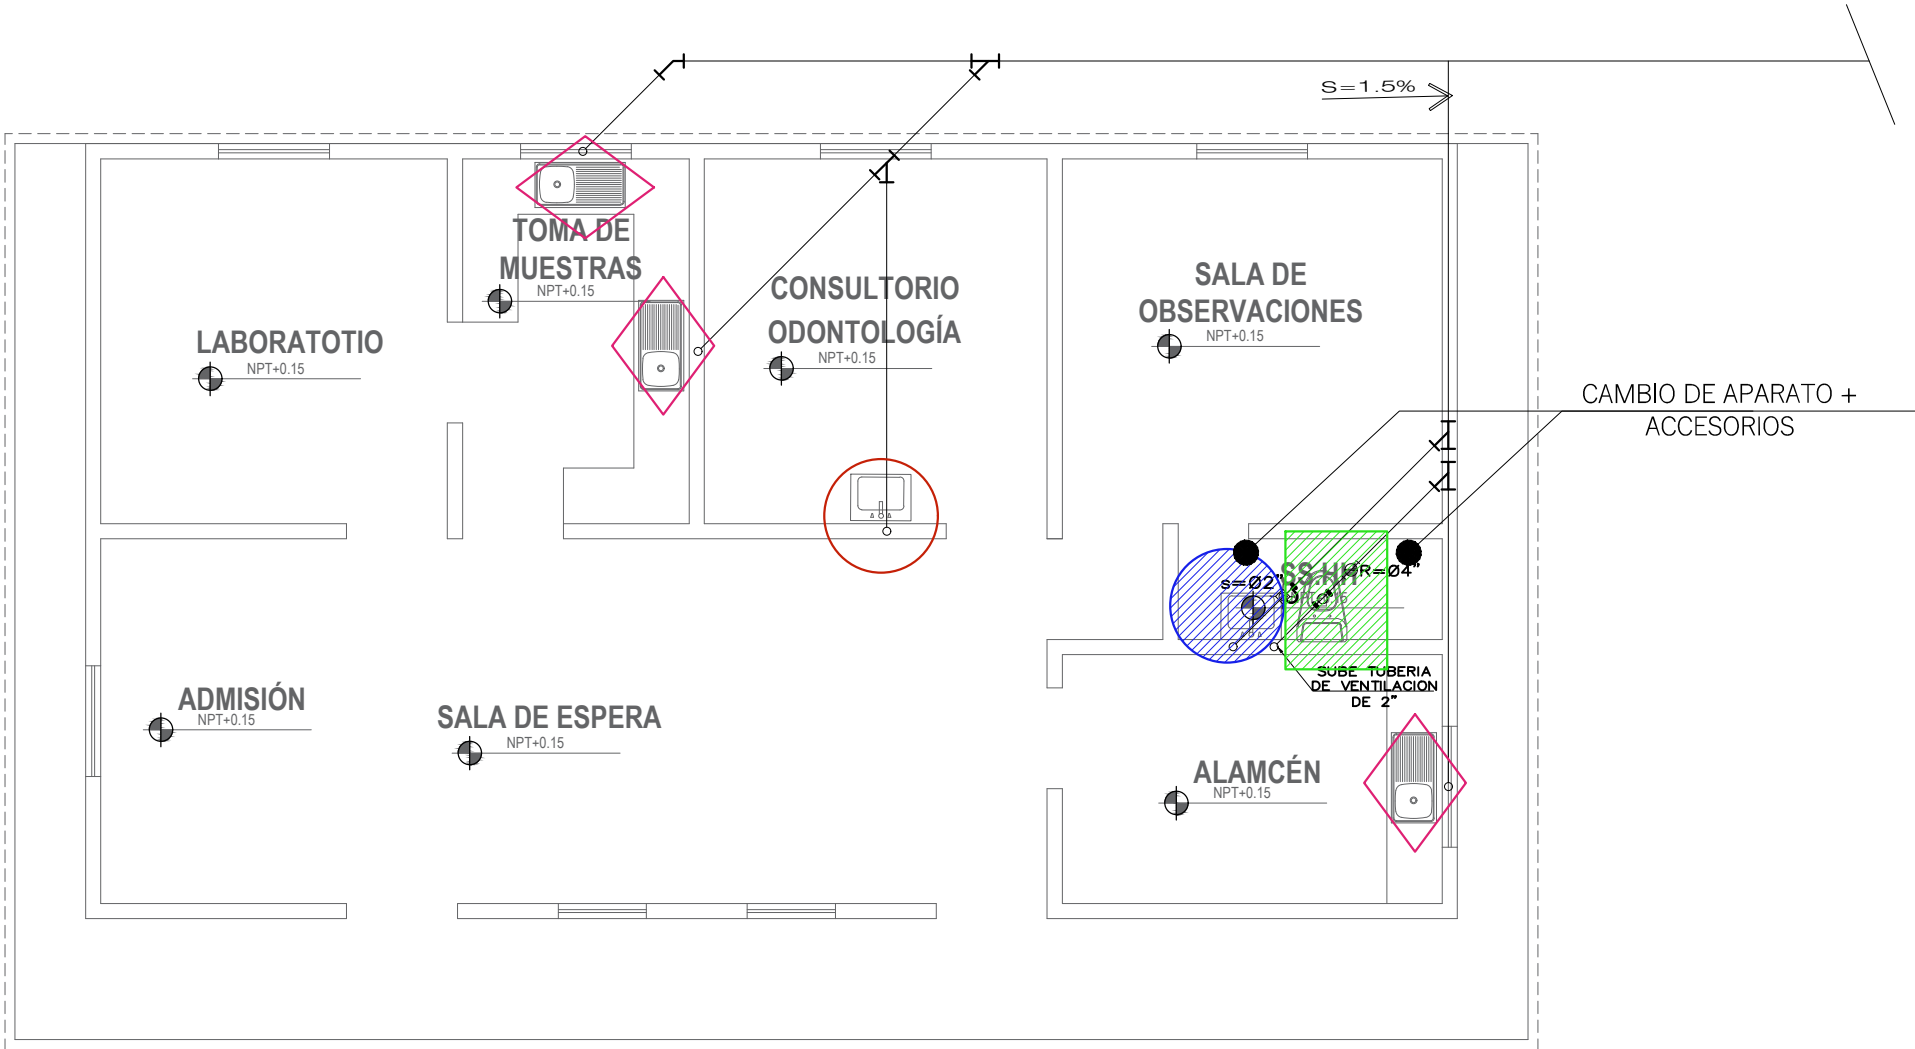 S=1.5%
TOMA DE
MUESTRAS
NPT+0.15
CONSULTORIO
ODONTOLOGÍA
NPT+0.15
SALA DE
OBSERVACIONES
NPT+0.15
LABORATOTIO
NPT+0.15
CAMBIO DE APARATO +
ACCESORIOS
s=Ø2"
SS.HH
R=Ø4"
SUBE TUBERIA
DE VENTILACION
DE 2"
ADMISIÓN
NPT+0.15
SALA DE ESPERA
NPT+0.15
ALAMCÉN
NPT+0.15